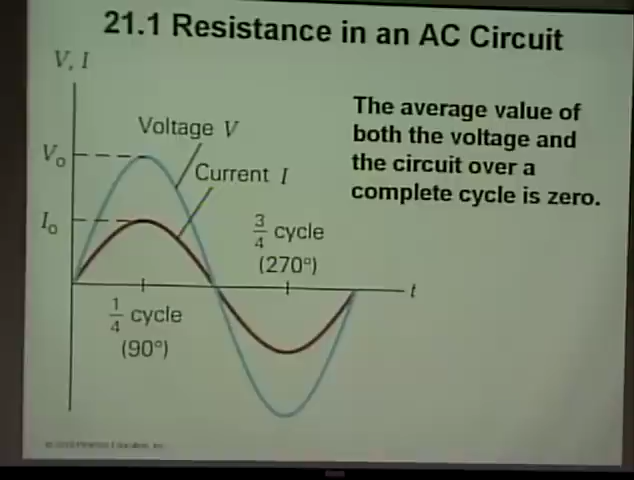 21.1 Resistance in an AC Circuit
V, I
The average value of
both the voltage and
the circuit over a
complete cycle is zero.
Voltage V
V₀
Current I
I₀
3/4 cycle
(270°)
t
1/4 cycle
(90°)